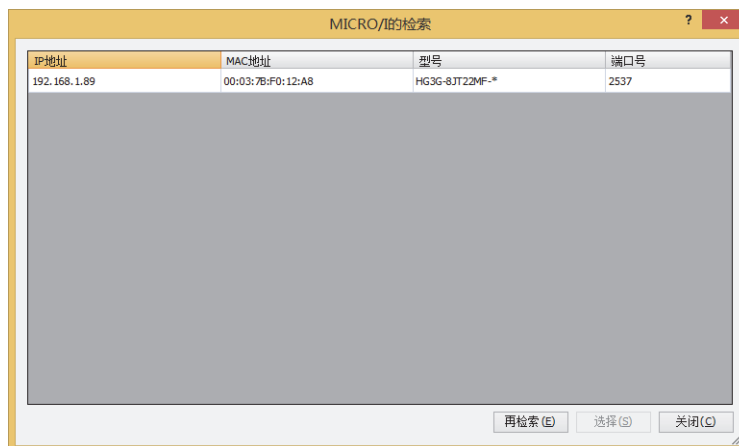 MICRO/I的检索
?
IP地址 MAC地址 型号 端口号
192.168.1.89 00:03:7B:F0:12:A8 HG3G-8JT22MF-* 2537
再检索(E) 选择(S) 关闭(C)